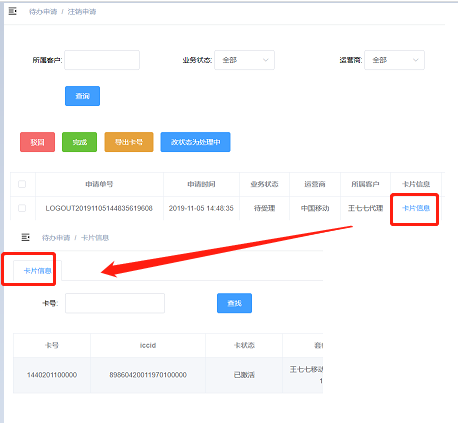 待办申请 / 注销申请
所属客户: 业务状态: 全部 运营商: 全部
查询
驳回 完成 导出卡号 改状态为处理中
申请单号 申请时间 业务状态 运营商 所属客户 卡片信息
LOGOUT20191105144835619608 2019-11-05 14:48:35 待受理 中国移动 王七七代理 卡片信息
待办申请 / 卡片信息
卡片信息
卡号: 查找
卡号 iccid 卡状态 套
1440201100000 89860420011970100000 已激活 王七七移动
1